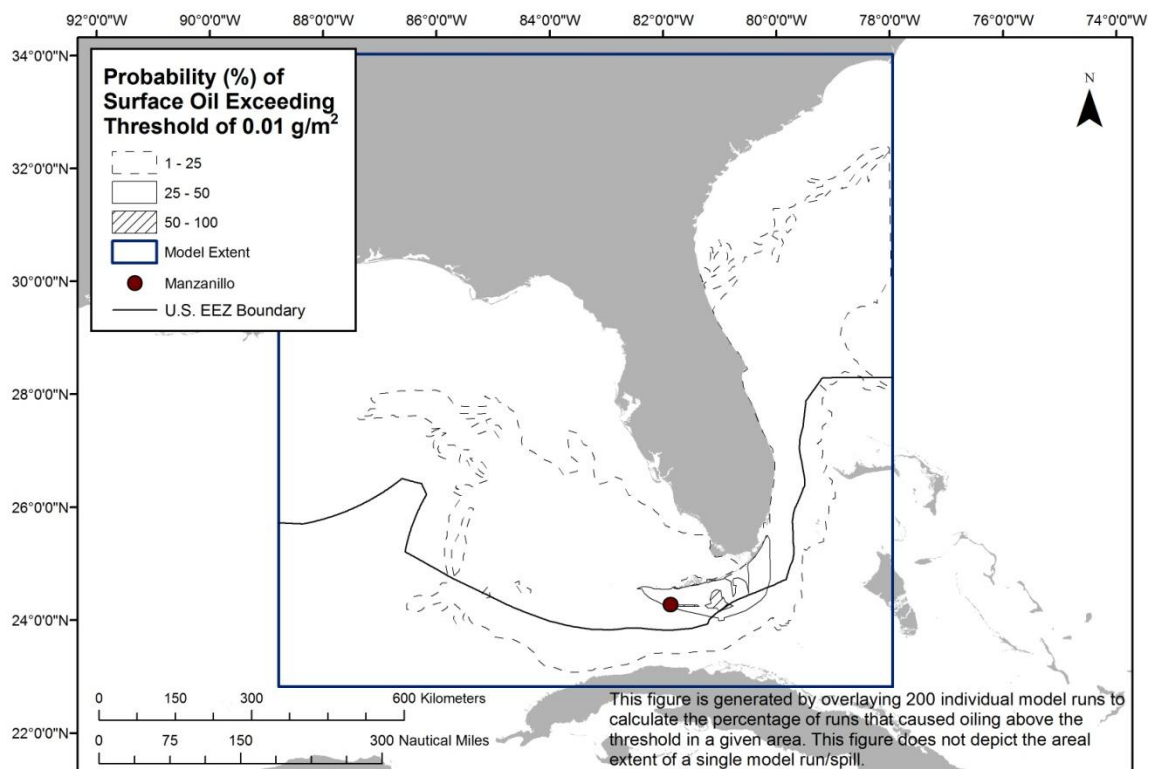 92°0'0"W 90°0'0"W 88°0'0"W 86°0'0"W 84°0'0"W 82°0'0"W 80°0'0"W 78°0'0"W 76°0'0"W 74°0'0"W
34°0'0"N
32°0'0"N
30°0'0"N
28°0'0"N
26°0'0"N
24°0'0"N
22°0'0"N
Probability (%) of
Surface Oil Exceeding
Threshold of 0.01 g/m²
1 - 25
25 - 50
50 - 100
Model Extent
Manzanillo
U.S. EEZ Boundary
N
0 150 300 600 Kilometers
0 75 150 300 Nautical Miles
This figure is generated by overlaying 200 individual model runs to
calculate the percentage of runs that caused oiling above the
threshold in a given area. This figure does not depict the areal
extent of a single model run/spill.